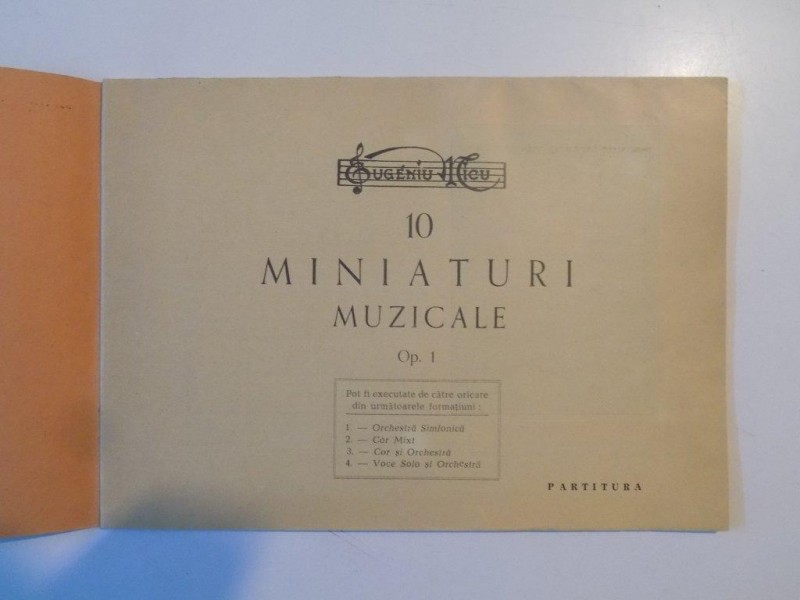 Eugeniu Nicu
10
MINIATURI
MUZICALE
Op. 1
Pot fi executate de către oricare
din următoarele formațiuni :
1. — Orchestră Simfonică
2. — Cor Mixt
3. — Cor și Orchestră
4. — Voce Solo și Orchestră
PARTITURA